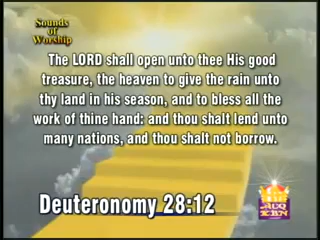 Sounds
of
Worship
The LORD shall open unto thee His good
treasure, the heaven to give the rain unto
thy land in his season, and to bless all the
work of thine hand: and thou shalt lend unto
many nations, and thou shalt not borrow.
Deuteronomy 28:12